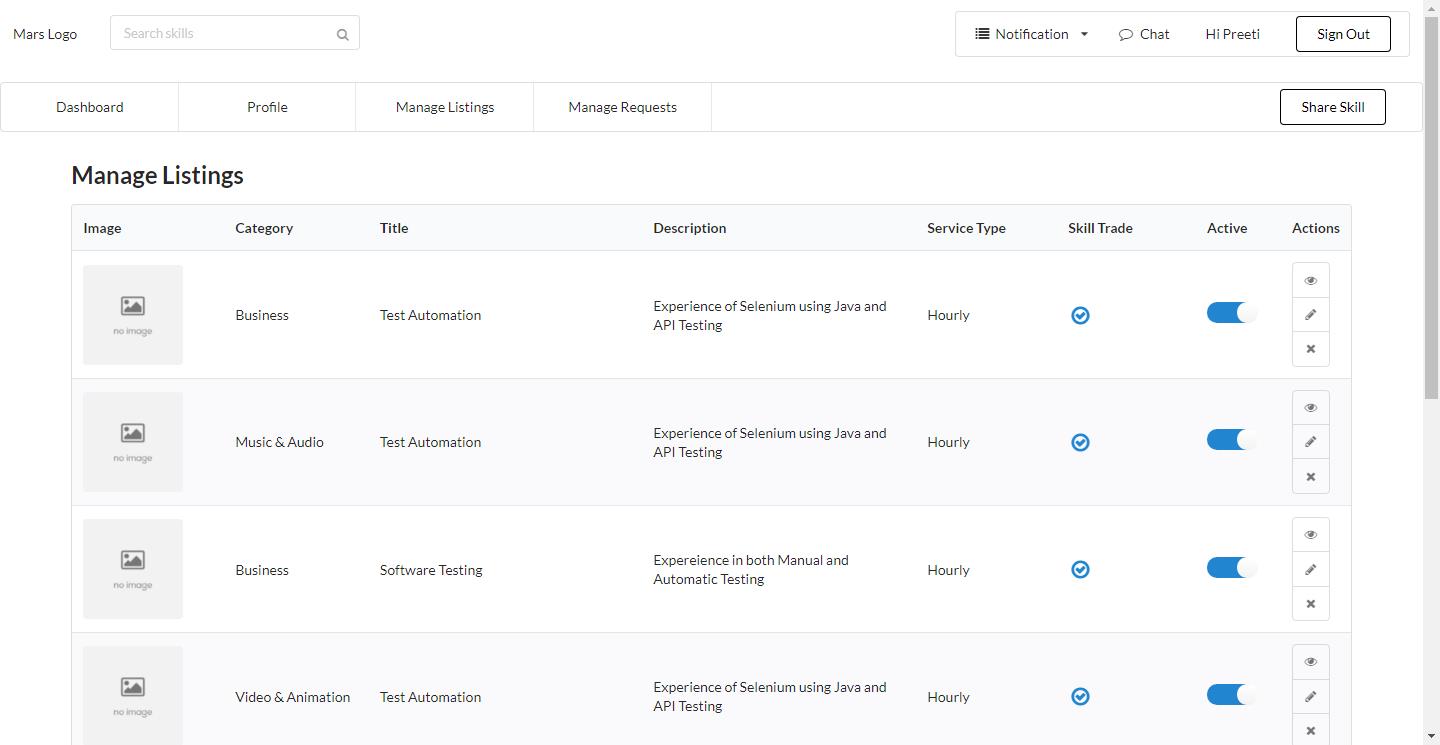 Mars Logo
Search skills
Notification
Chat
Hi Preeti
Sign Out
Dashboard
Profile
Manage Listings
Manage Requests
Share Skill
Manage Listings
Image
Category
Title
Description
Service Type
Skill Trade
Active
Actions
no image
Business
Test Automation
Experience of Selenium using Java and
API Testing
Hourly
no image
Music & Audio
Test Automation
Experience of Selenium using Java and
API Testing
Hourly
no image
Business
Software Testing
Expereience in both Manual and
Automatic Testing
Hourly
no image
Video & Animation
Test Automation
Experience of Selenium using Java and
API Testing
Hourly